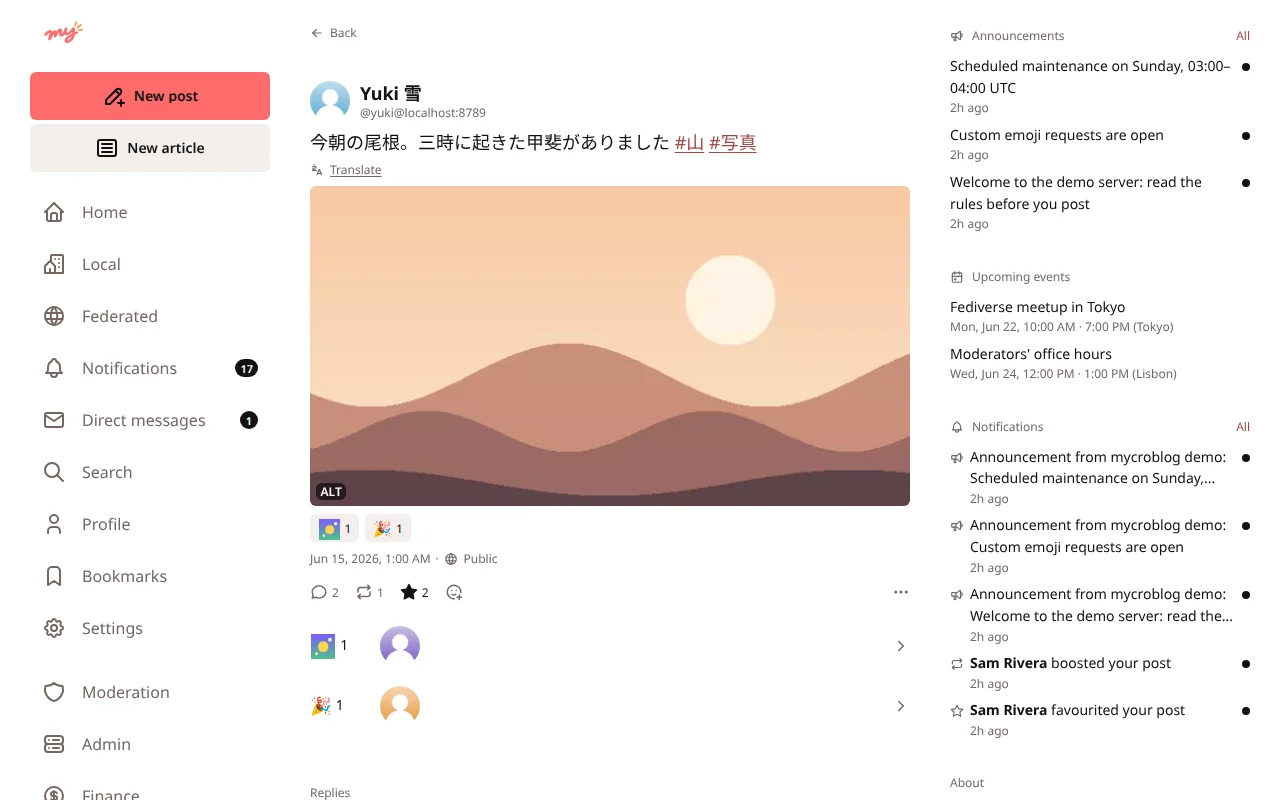 my
New post
New article
Home
Local
Federated
Notifications 17
Direct messages 1
Search
Profile
Bookmarks
Settings
Moderation
Admin
Finance
Back
Yuki 雪
@yuki@localhost:8789
今朝の尾根。三時に起きた甲斐がありました #山 #写真
Translate
ALT
1 🎉 1
Jun 15, 2026, 1:00 AM · Public
2 1 2
1
🎉 1
Replies
Announcements All
Scheduled maintenance on Sunday, 03:00–
04:00 UTC
2h ago
Custom emoji requests are open
2h ago
Welcome to the demo server: read the
rules before you post
2h ago
Upcoming events
Fediverse meetup in Tokyo
Mon, Jun 22, 10:00 AM · 7:00 PM (Tokyo)
Moderators' office hours
Wed, Jun 24, 12:00 PM · 1:00 PM (Lisbon)
Notifications All
Announcement from mycroblog demo:
Scheduled maintenance on Sunday,…
2h ago
Announcement from mycroblog demo:
Custom emoji requests are open
2h ago
Announcement from mycroblog demo:
Welcome to the demo server: read the…
2h ago
Sam Rivera boosted your post
2h ago
Sam Rivera favourited your post
2h ago
About